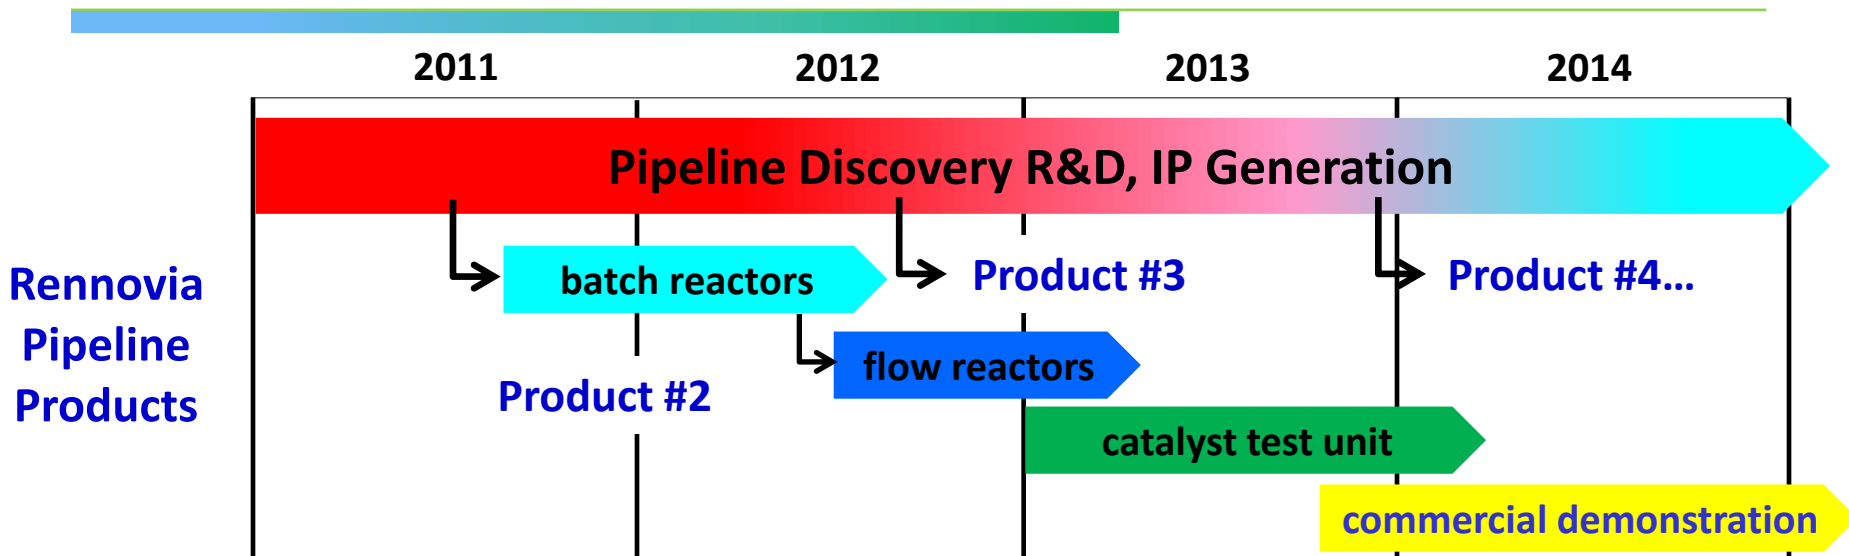 2011
2012
2013
2014
Pipeline Discovery R&D, IP Generation
Rennovia
Pipeline
Products
batch reactors
Product #3
Product #4...
flow reactors
Product #2
catalyst test unit
commercial demonstration